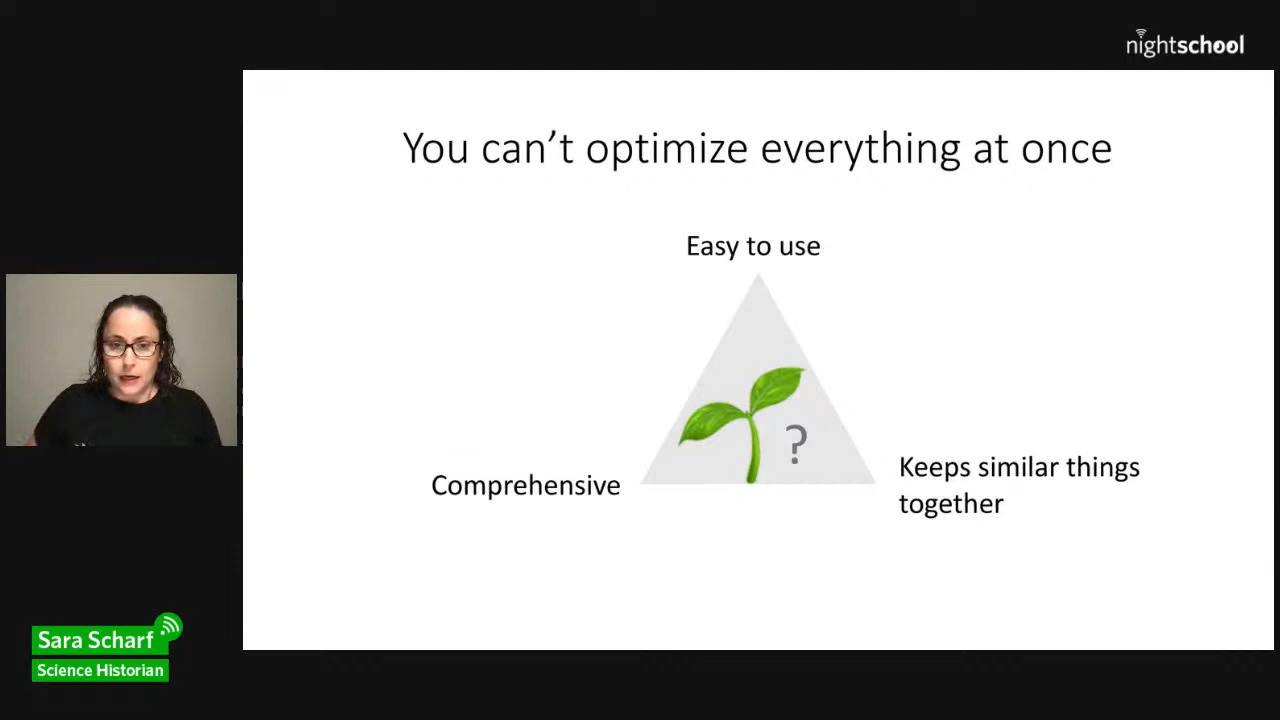 nightschool
You can’t optimize everything at once
Easy to use
?
Comprehensive
Keeps similar things
together
Sara Scharf
Science Historian